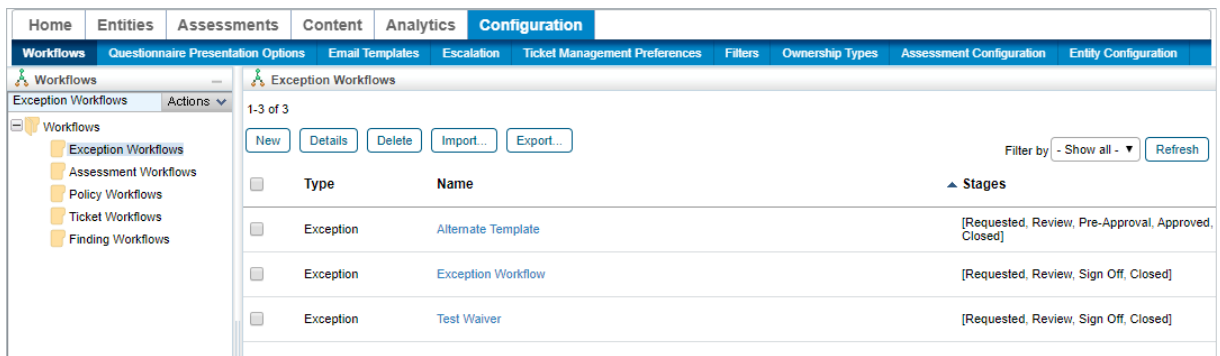 Home Entities Assessments Content Analytics Configuration
Workflows Questionnaire Presentation Options Email Templates Escalation Ticket Management Preferences Filters Ownership Types Assessment Configuration Entity Configuration
Workflows
Exception Workflows Actions
Workflows
Exception Workflows
Assessment Workflows
Policy Workflows
Ticket Workflows
Finding Workflows
Exception Workflows
1-3 of 3
New Details Delete Import... Export...
Filter by - Show all - Refresh
Type Name Stages
Exception Alternate Template [Requested, Review, Pre-Approval, Approved,
Closed]
Exception Exception Workflow [Requested, Review, Sign Off, Closed]
Exception Test Waiver [Requested, Review, Sign Off, Closed]